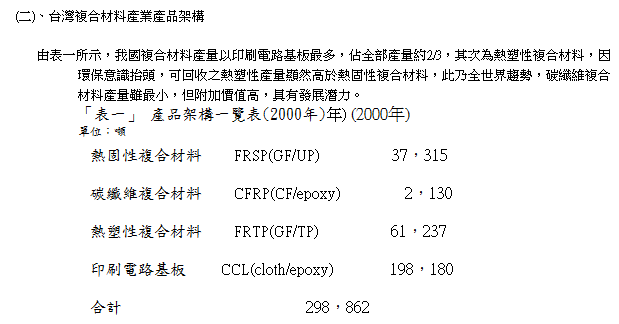 (二)、台灣複合材料產業產品架構
由表一所示，我國複合材料產量以印刷電路基板最多，佔全部產量約2/3，其次為熱塑性複合材料，因
環保意識抬頭，可回收之熱塑性產量顯然高於熱固性複合材料，此乃全世界趨勢，碳纖維複合
材料產量雖最小，但附加價值高，具有發展潛力。
「表一」 產品架構一覽表(2000年)年) (2000年)
單位：噸
熱固性複合材料 FRSP(GF/UP) 37，315
碳纖維複合材料 CFRP(CF/epoxy) 2，130
熱塑性複合材料 FRTP(GF/TP) 61，237
印刷電路基板 CCL(cloth/epoxy) 198，180
合計 298，862